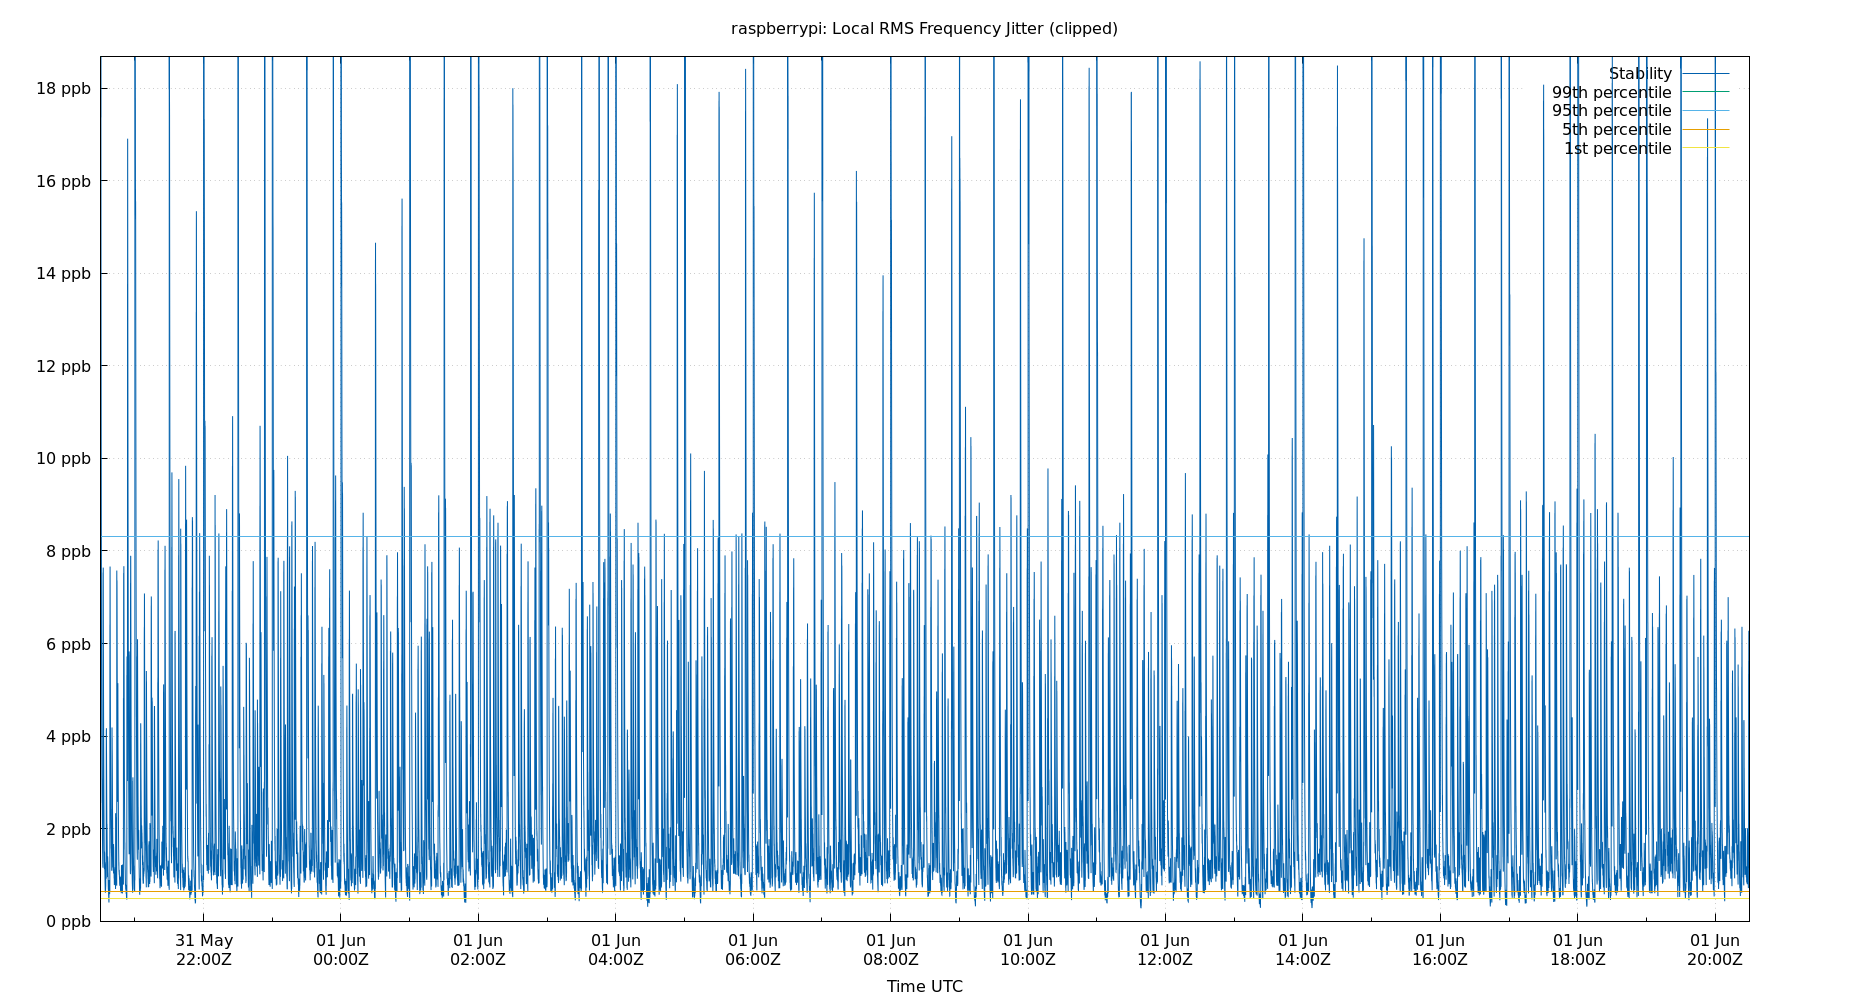 raspberrypi: Local RMS Frequency Jitter (clipped)
18 ppb
16 ppb
14 ppb
12 ppb
10 ppb
8 ppb
6 ppb
4 ppb
2 ppb
0 ppb
Stability
99th percentile
95th percentile
5th percentile
1st percentile
31 May 01 Jun 01 Jun 01 Jun 01 Jun 01 Jun 01 Jun 01 Jun 01 Jun 01 Jun 01 Jun 01 Jun
22:00Z 00:00Z 02:00Z 04:00Z 06:00Z 08:00Z 10:00Z 12:00Z 14:00Z 16:00Z 18:00Z 20:00Z
Time UTC